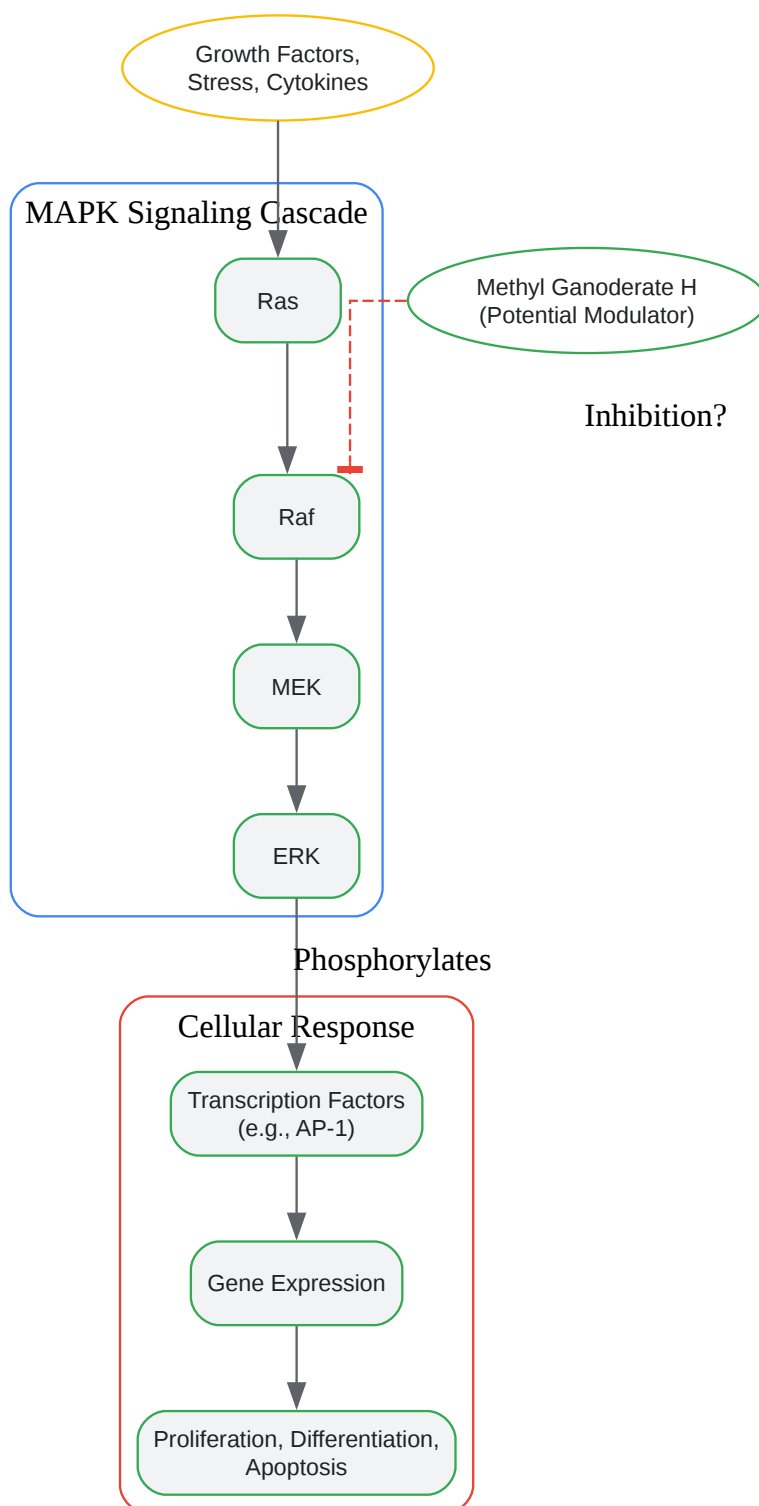 Growth Factors,
Stress, Cytokines
MAPK Signaling Cascade
Ras
Methyl Ganoderate H
(Potential Modulator)
Inhibition?
Raf
MEK
ERK
Phosphorylates
Cellular Response
Transcription Factors
(e.g., AP-1)
Gene Expression
Proliferation, Differentiation,
Apoptosis